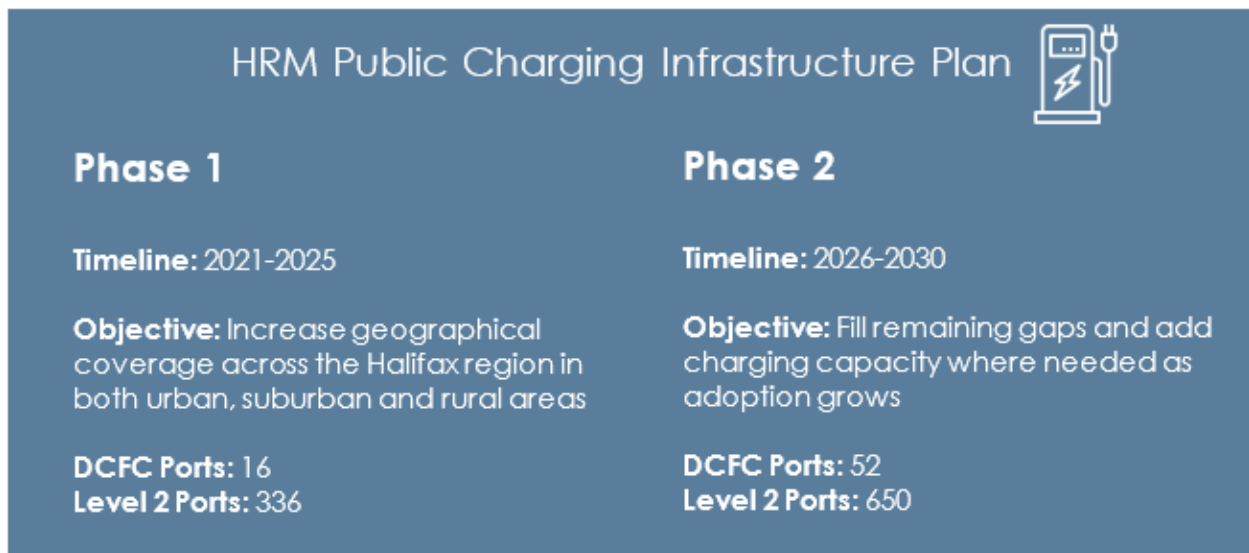 HRM Public Charging Infrastructure Plan
Phase 1
Timeline: 2021-2025
Objective: Increase geographical
coverage across the Halifax region in
both urban, suburban and rural areas
DCFC Ports: 16
Level 2 Ports: 336
Phase 2
Timeline: 2026-2030
Objective: Fill remaining gaps and add
charging capacity where needed as
adoption grows
DCFC Ports: 52
Level 2 Ports: 650